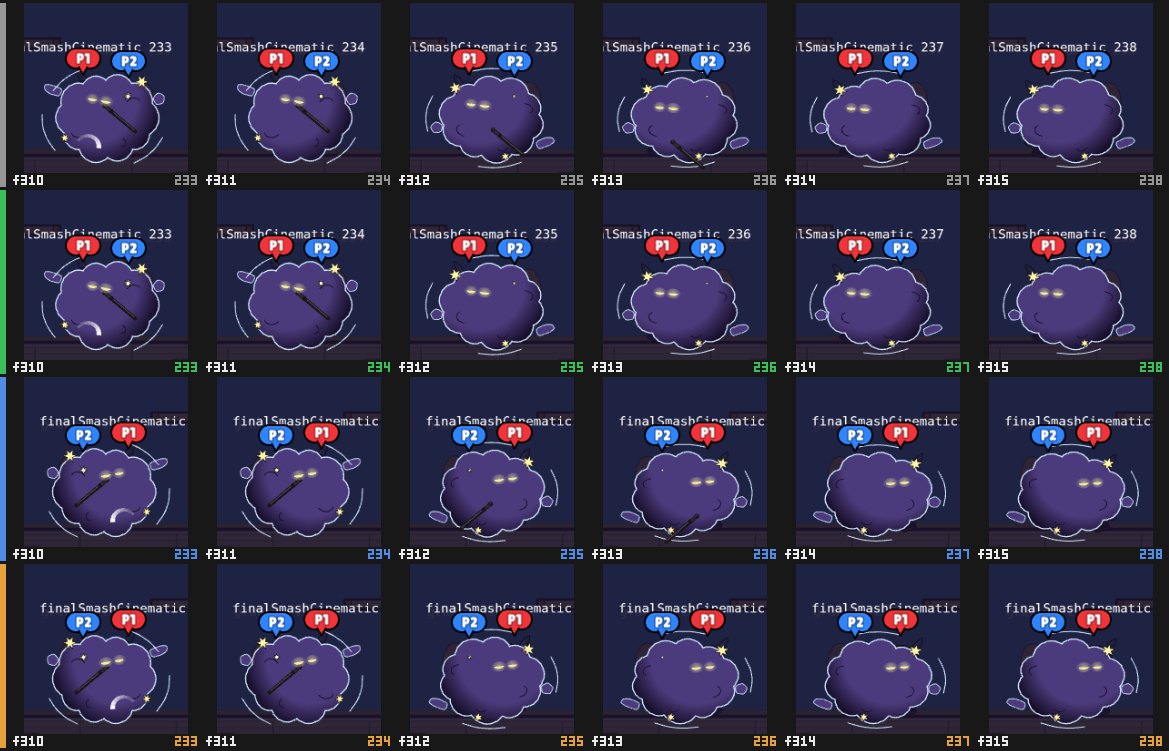 lSmashCinematic 233 lSmashCinematic 234 lSmashCinematic 235 lSmashCinematic 236 lSmashCinematic 237 lSmashCinematic 238
P1 P2 P1 P2 P1 P2 P1 P2 P1 P2 P1 P2
f310 233 f311 234 f312 235 f313 236 f314 237 f315 238
lSmashCinematic 233 lSmashCinematic 234 lSmashCinematic 235 lSmashCinematic 236 lSmashCinematic 237 lSmashCinematic 238
P1 P2 P1 P2 P1 P2 P1 P2 P1 P2 P1 P2
f310 233 f311 234 f312 235 f313 236 f314 237 f315 238
finalSmashCinematic finalSmashCinematic finalSmashCinematic finalSmashCinematic finalSmashCinematic finalSmashCinematic
P2 P1 P2 P1 P2 P1 P2 P1 P2 P1 P2 P1
f310 233 f311 234 f312 235 f313 236 f314 237 f315 238
finalSmashCinematic finalSmashCinematic finalSmashCinematic finalSmashCinematic finalSmashCinematic finalSmashCinematic
P2 P1 P2 P1 P2 P1 P2 P1 P2 P1 P2 P1
f310 233 f311 234 f312 235 f313 236 f314 237 f315 238